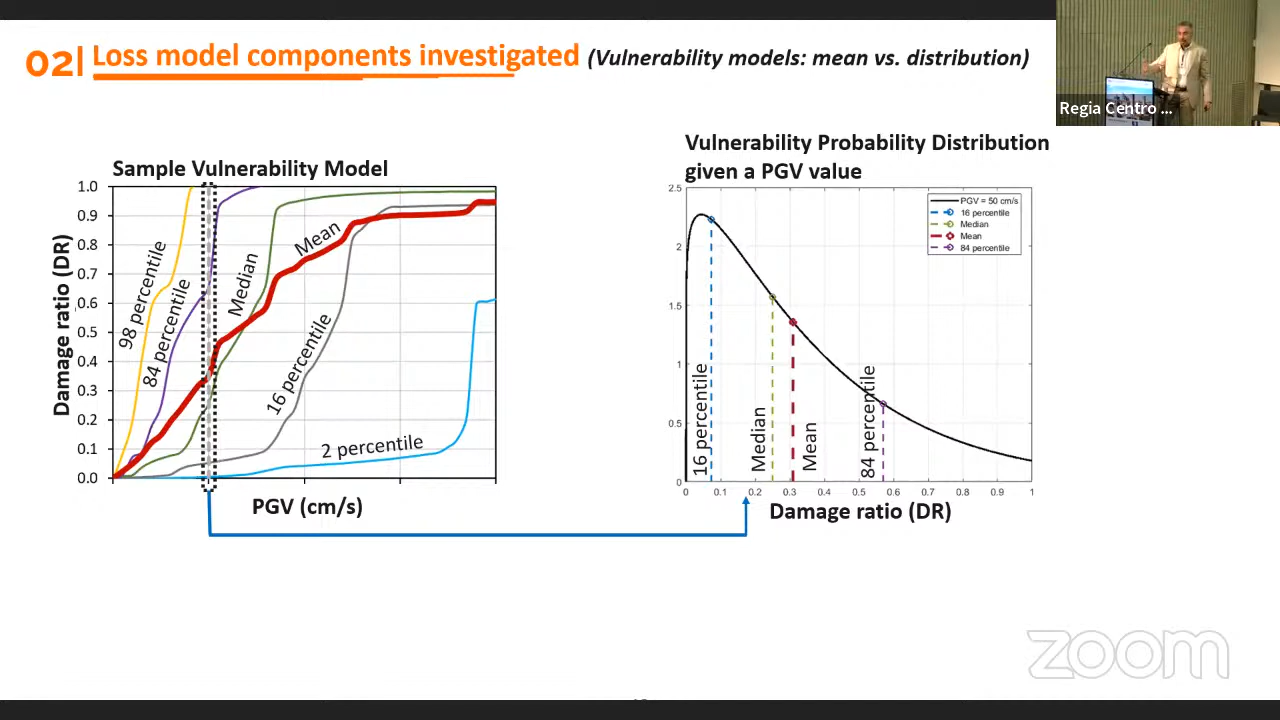 02| Loss model components investigated (Vulnerability models: mean vs. distribution)
Regia Centro ...
Sample Vulnerability Model
Damage ratio (DR)
1.0
0.9
0.8
0.7
0.6
0.5
0.4
0.3
0.2
0.1
0.0
98 percentile
84 percentile
Median
Mean
16 percentile
2 percentile
PGV (cm/s)
Vulnerability Probability Distribution
given a PGV value
2.5
2
1.5
1
0.5
0
PGV = 50 cm/s
16 percentile
Median
Mean
84 percentile
16 percentile
Median
Mean
84 percentile
0 0.1 0.2 0.3 0.4 0.5 0.6 0.7 0.8 0.9 1
Damage ratio (DR)
zoom